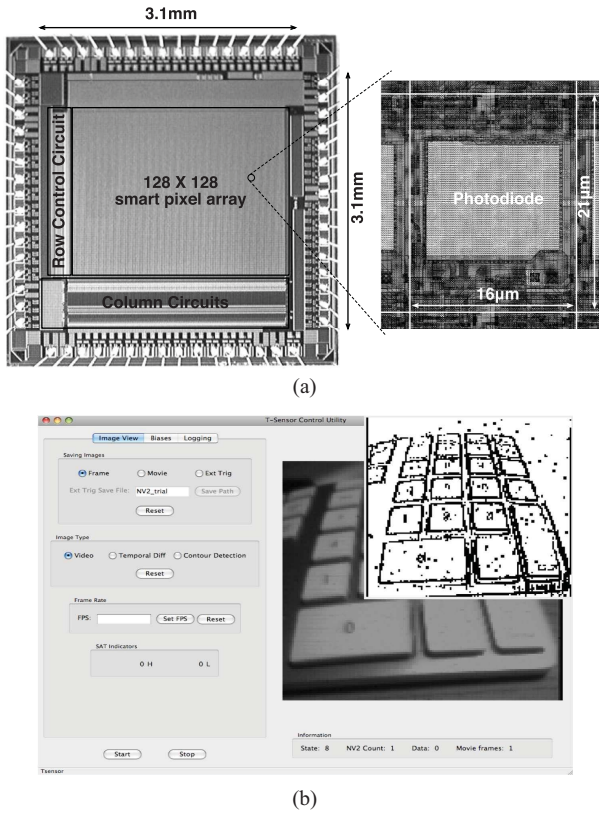 3.1mm
Row Control Circuit
128 X 128
smart pixel array
Column Circuits
3.1mm
Photodiode
21µm
16µm
(a)
T-Sensor Control Utility
Image View Biases Logging
Saving Images
Frame Movie Ext Trig
Ext Trig Save File: NV2_trial Save Path
Reset
Image Type
Video Temporal Diff Contour Detection
Reset
Frame Rate
FPS: Set FPS Reset
SAT Indicators
0 H 0 L
Start Stop
Information
State: 8 NV2 Count: 1 Data: 0 Movie frames: 1
Tsensor
(b)